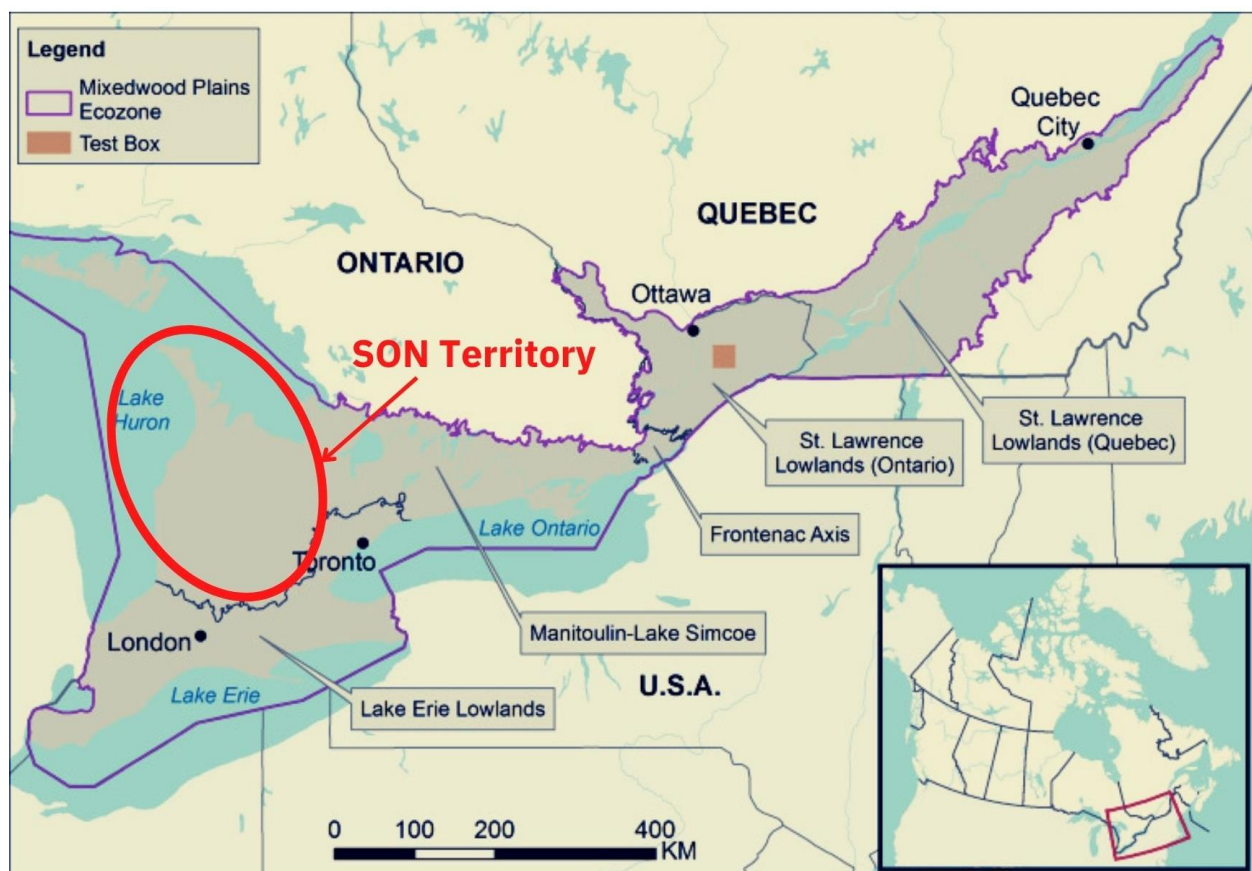 Legend
Mixedwood Plains
Ecozone
Test Box
Quebec
City
QUEBEC
ONTARIO
Ottawa
SON Territory
Lake
Huron
St. Lawrence
Lowlands (Quebec)
St. Lawrence
Lowlands (Ontario)
Lake Ontario
Frontenac Axis
Toronto
Manitoulin-Lake Simcoe
London
U.S.A.
Lake Erie
Lake Erie Lowlands
0 100 200 400
KM